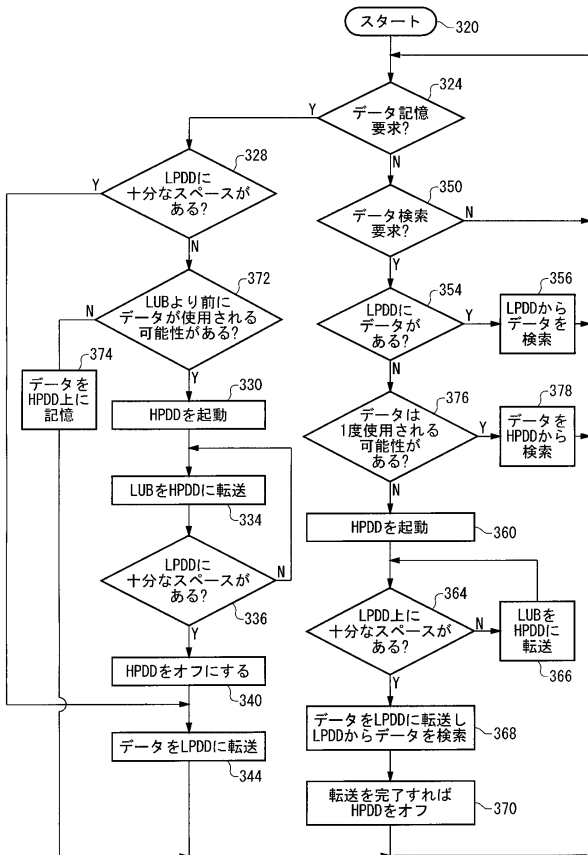 スタート
320
324
データ記憶
要求?
Y
N
328
LPDDに
十分なスペースが
ある?
Y
N
350
データ検索
要求?
N
Y
372
LUBより前に
データが使用される
可能性がある?
N
Y
354
LPDDに
データが
ある?
Y
N
356
LPDDから
データを
検索
374
データを
HPDD上に
記憶
330
HPDDを起動
376
データは
1度使用される
可能性が
ある?
Y
N
378
データを
HPDDから
検索
LUBをHPDDに転送
334
HPDDを起動
360
LPDDに
十分なスペースが
ある?
N
336
Y
364
LPDD上に
十分なスペースが
ある?
N
Y
LUBを
HPDDに
転送
366
HPDDをオフにする
340
データをLPDDに転送し
LPDDからデータを検索
368
データをLPDDに転送
344
転送を完了すれば
HPDDをオフ
370